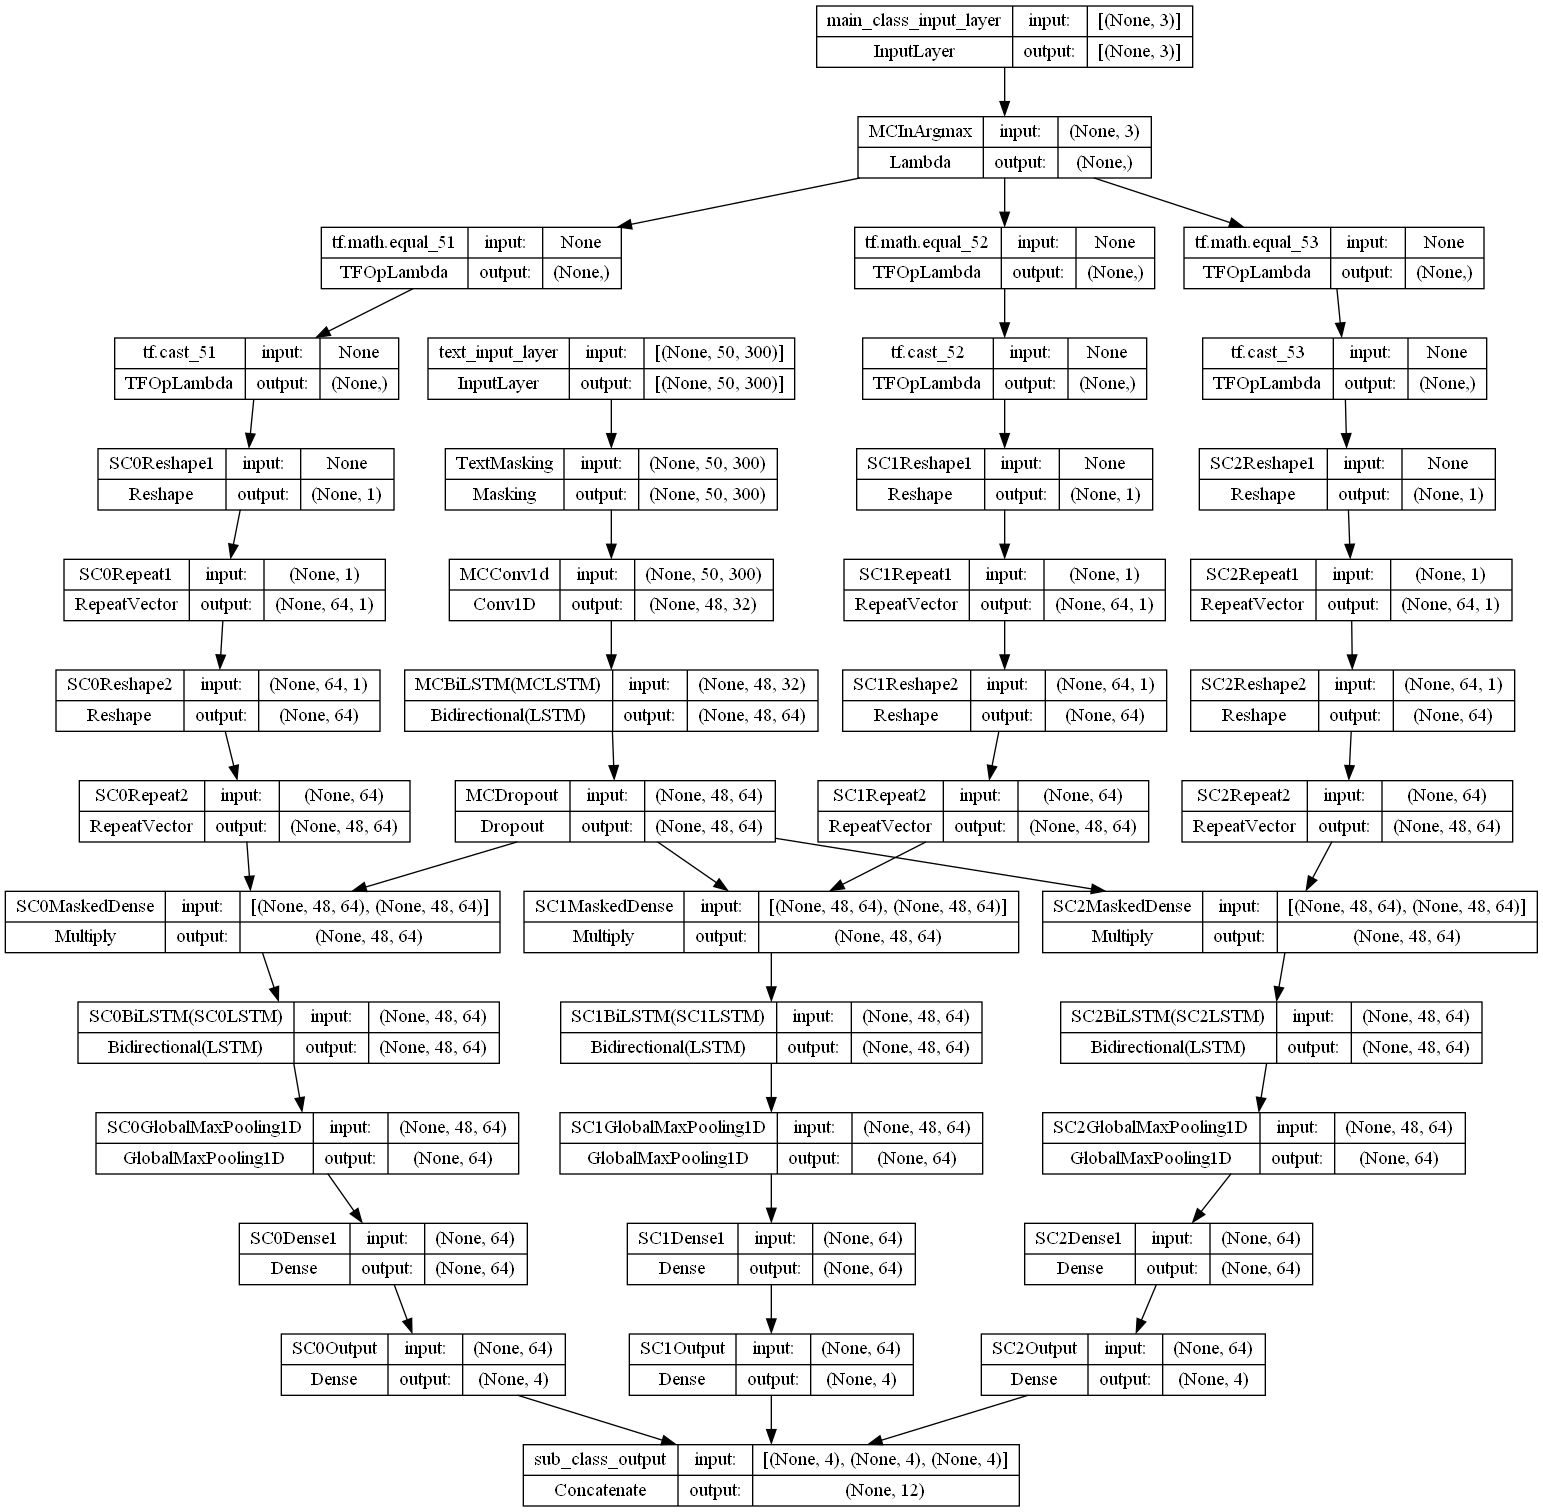 main_class_input_layer input: [(None, 3)]
InputLayer output: [(None, 3)]
MCInArgmax input: (None, 3)
Lambda output: (None,)
tf.math.equal_51 input: None
TFOpLambda output: (None,)
tf.math.equal_52 input: None
TFOpLambda output: (None,)
tf.math.equal_53 input: None
TFOpLambda output: (None,)
tf.cast_51 input: None
TFOpLambda output: (None,)
text_input_layer input: [(None, 50, 300)]
InputLayer output: [(None, 50, 300)]
tf.cast_52 input: None
TFOpLambda output: (None,)
tf.cast_53 input: None
TFOpLambda output: (None,)
SC0Reshape1 input: None
Reshape output: (None, 1)
TextMasking input: (None, 50, 300)
Masking output: (None, 50, 300)
SC1Reshape1 input: None
Reshape output: (None, 1)
SC2Reshape1 input: None
Reshape output: (None, 1)
SC0Repeat1 input: (None, 1)
RepeatVector output: (None, 64, 1)
MCConv1d input: (None, 50, 300)
Conv1D output: (None, 48, 32)
SC1Repeat1 input: (None, 1)
RepeatVector output: (None, 64, 1)
SC2Repeat1 input: (None, 1)
RepeatVector output: (None, 64, 1)
SC0Reshape2 input: (None, 64, 1)
Reshape output: (None, 64)
MCBiLSTM(MCLSTM) input: (None, 48, 32)
Bidirectional(LSTM) output: (None, 48, 64)
SC1Reshape2 input: (None, 64, 1)
Reshape output: (None, 64)
SC2Reshape2 input: (None, 64, 1)
Reshape output: (None, 64)
SC0Repeat2 input: (None, 64)
RepeatVector output: (None, 48, 64)
MCDropout input: (None, 48, 64)
Dropout output: (None, 48, 64)
SC1Repeat2 input: (None, 64)
RepeatVector output: (None, 48, 64)
SC2Repeat2 input: (None, 64)
RepeatVector output: (None, 48, 64)
SC0MaskedDense input: [(None, 48, 64), (None, 48, 64)]
Multiply output: (None, 48, 64)
SC1MaskedDense input: [(None, 48, 64), (None, 48, 64)]
Multiply output: (None, 48, 64)
SC2MaskedDense input: [(None, 48, 64), (None, 48, 64)]
Multiply output: (None, 48, 64)
SC0BiLSTM(SC0LSTM) input: (None, 48, 64)
Bidirectional(LSTM) output: (None, 48, 64)
SC1BiLSTM(SC1LSTM) input: (None, 48, 64)
Bidirectional(LSTM) output: (None, 48, 64)
SC2BiLSTM(SC2LSTM) input: (None, 48, 64)
Bidirectional(LSTM) output: (None, 48, 64)
SC0GlobalMaxPooling1D input: (None, 48, 64)
GlobalMaxPooling1D output: (None, 64)
SC1GlobalMaxPooling1D input: (None, 48, 64)
GlobalMaxPooling1D output: (None, 64)
SC2GlobalMaxPooling1D input: (None, 48, 64)
GlobalMaxPooling1D output: (None, 64)
SC0Dense1 input: (None, 64)
Dense output: (None, 64)
SC1Dense1 input: (None, 64)
Dense output: (None, 64)
SC2Dense1 input: (None, 64)
Dense output: (None, 64)
SC0Output input: (None, 64)
Dense output: (None, 4)
SC1Output input: (None, 64)
Dense output: (None, 4)
SC2Output input: (None, 64)
Dense output: (None, 4)
sub_class_output input: [(None, 4), (None, 4), (None, 4)]
Concatenate output: (None, 12)